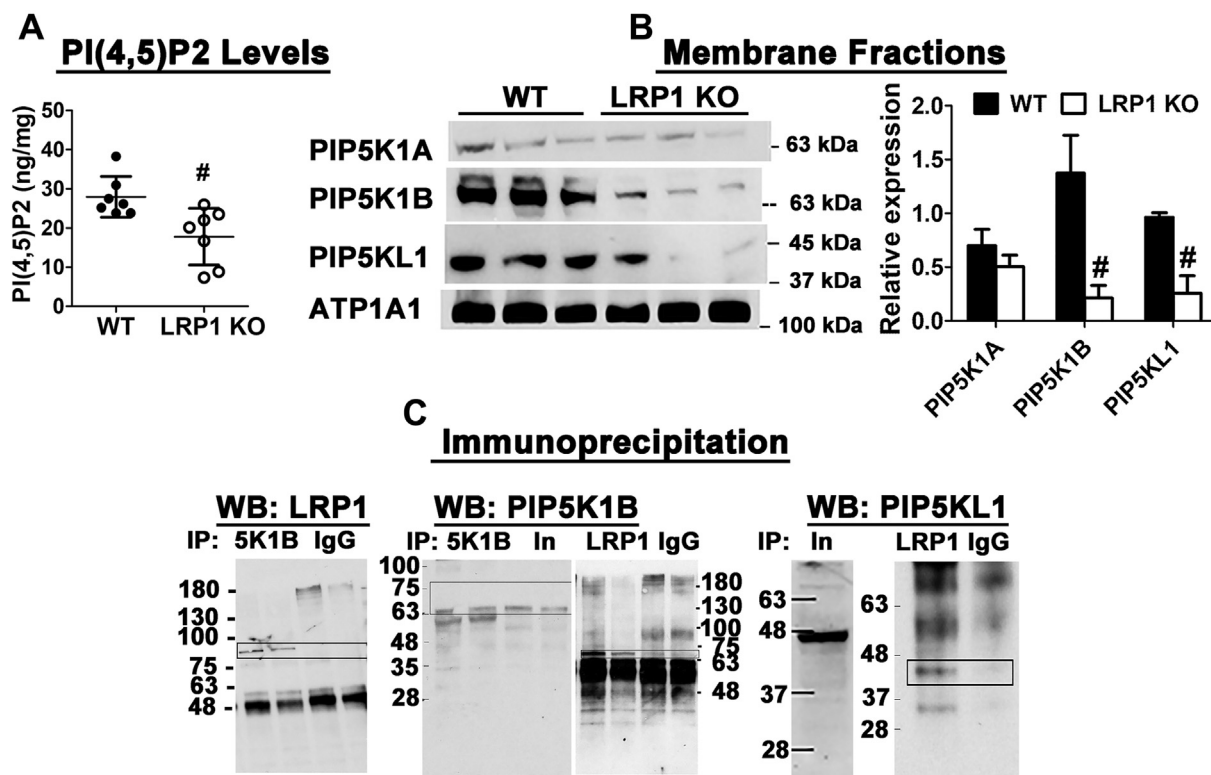 A
PI(4,5)P2 Levels
PI(4,5)P2 (ng/mg)
50
40
30
20
10
0
#
WT
LRP1 KO
B
Membrane Fractions
WT LRP1 KO
PIP5K1A
- 63 kDa
PIP5K1B
-- 63 kDa
PIP5KL1
- 45 kDa
- 37 kDa
ATP1A1
- 100 kDa
WT LRP1 KO
Relative expression
2.0
1.5
1.0
0.5
0.0
# #
PIP5K1A
PIP5K1B
PIP5KL1
C
Immunoprecipitation
WB: LRP1
IP: 5K1B IgG
180 -
130 -
100 -
75 -
63 -
48 -
WB: PIP5K1B
IP: 5K1B In LRP1 IgG
100
75
63
48
35
28
180
130
100
75
63
48
WB: PIP5KL1
IP: In LRP1 IgG
63
48
37
28
63
48
37
28